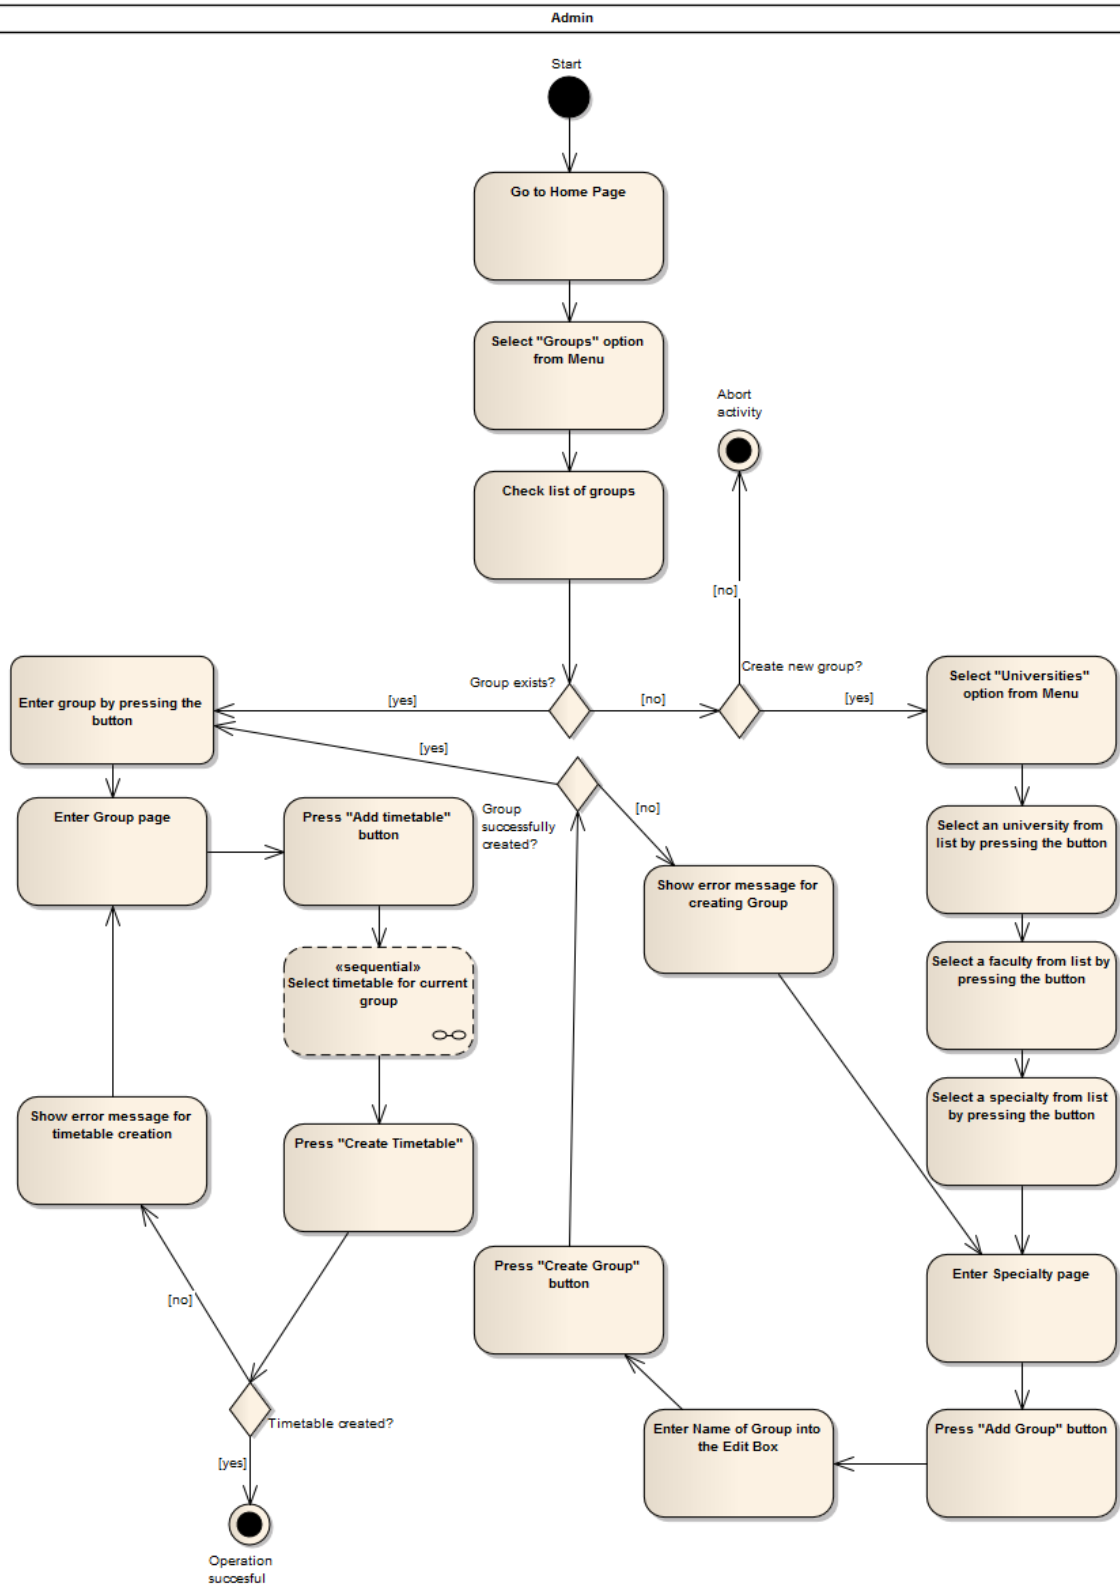 Admin
Start
Go to Home Page
Select "Groups" option
from Menu
Abort
activity
Check list of groups
[no]
Create new group?
Group exists?
[yes]
[no]
[yes]
Select "Universities"
option from Menu
Enter group by pressing the
button
[yes]
Group
successfully
created?
[no]
Enter Group page
Press "Add timetable"
button
Select an university from
list by pressing the button
Show error message for
creating Group
«sequential»
Select timetable for current
group
Select a faculty from list by
pressing the button
Select a specialty from list
by pressing the button
Show error message for
timetable creation
Press "Create Timetable"
Press "Create Group"
button
Enter Specialty page
[no]
Timetable created?
Enter Name of Group into
the Edit Box
Press "Add Group" button
[yes]
Operation
succesful